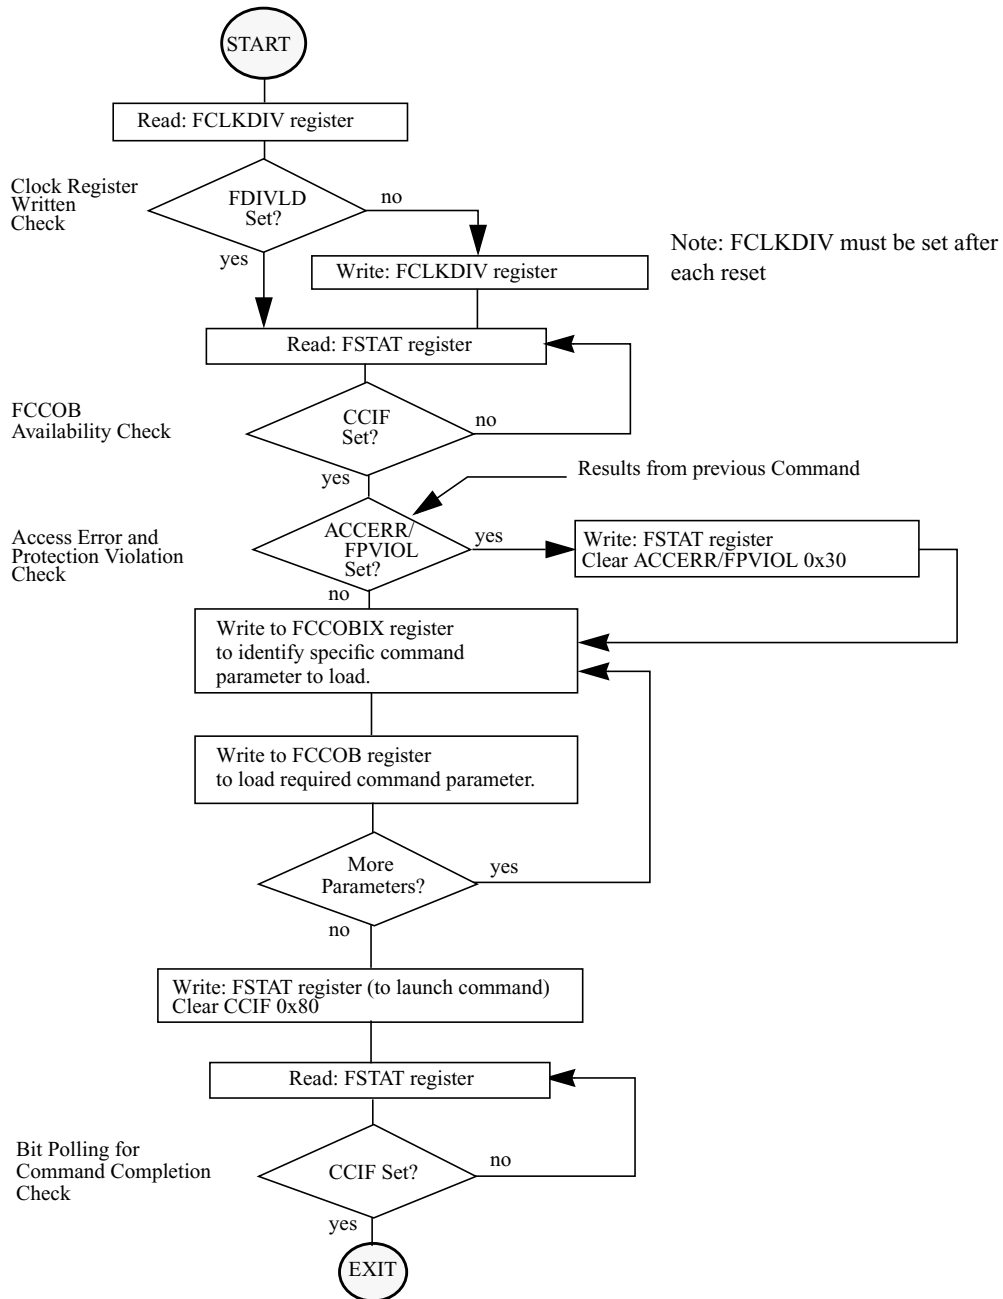 START
Read: FCLKDIV register
Clock Register
Written
Check
FDIVLD
Set?
no
yes
Write: FCLKDIV register
Note: FCLKDIV must be set after
each reset
Read: FSTAT register
FCCOB
Availability Check
CCIF
Set?
no
yes
Results from previous Command
Access Error and
Protection Violation
Check
ACCERR/
FPVIOL
Set?
yes
no
Write: FSTAT register
Clear ACCERR/FPVIOL 0x30
Write to FCCOBIX register
to identify specific command
parameter to load.
Write to FCCOB register
to load required command parameter.
More
Parameters?
yes
no
Write: FSTAT register (to launch command)
Clear CCIF 0x80
Read: FSTAT register
Bit Polling for
Command Completion
Check
CCIF Set?
no
yes
EXIT